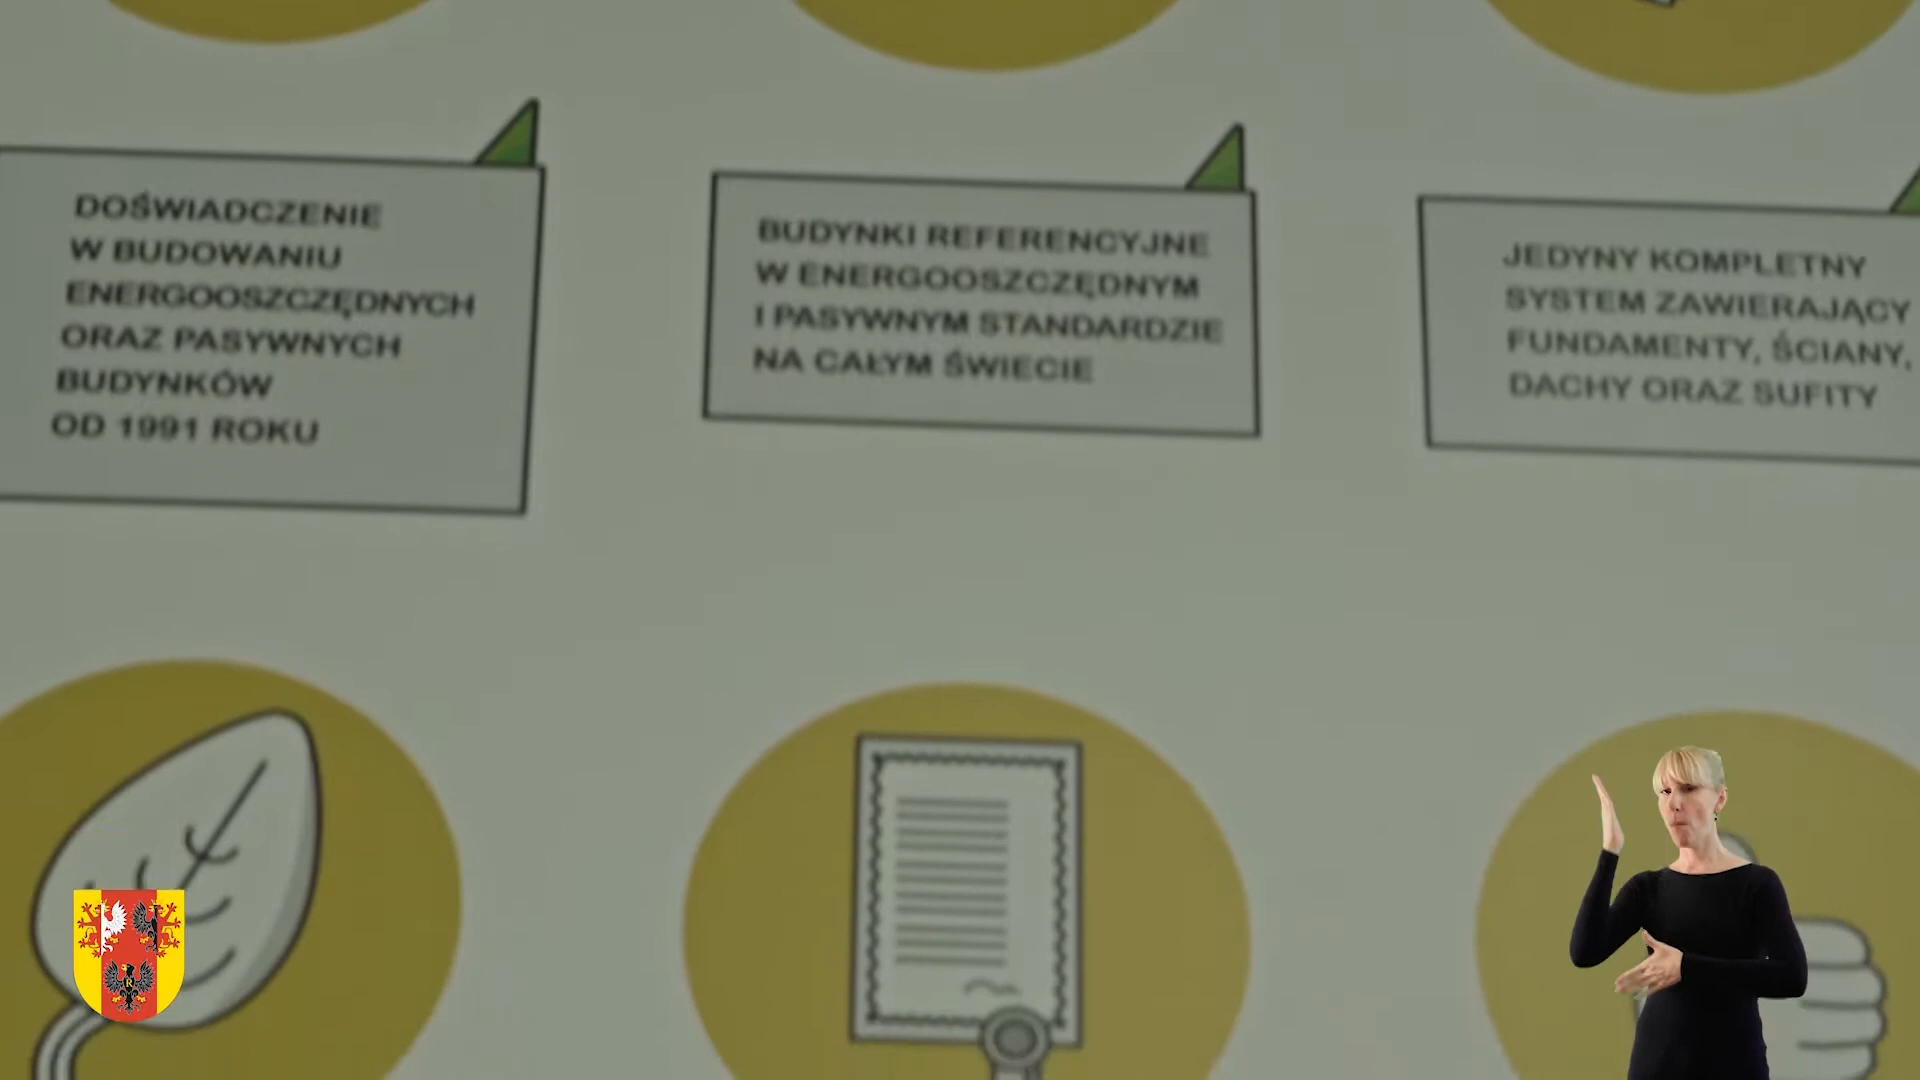 DOŚWIADCZENIE
W BUDOWANIU
ENERGOOSZCZĘDNYCH
ORAZ PASYWNYCH
BUDYNKÓW
OD 1991 ROKU
BUDYNKI REFERENCYJNE
W ENERGOOSZCZĘDNYM
I PASYWNYM STANDARDZIE
NA CAŁYM ŚWIECIE
JEDYNY KOMPLETNY
SYSTEM ZAWIERAJĄCY
FUNDAMENTY, ŚCIANY,
DACHY ORAZ SUFITY
R